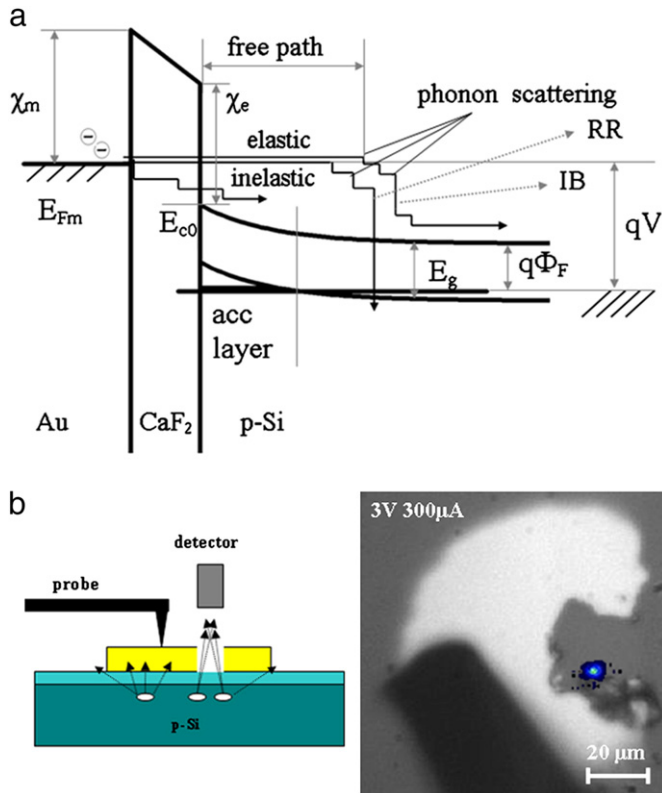 a
free path
χm
χe
phonon scattering
elastic
RR
inelastic
IB
EFm
Ec0
qV
Eg
qΦF
acc
layer
Au
CaF2
p-Si
b
detector
probe
p-Si
3V 300µA
20 µm